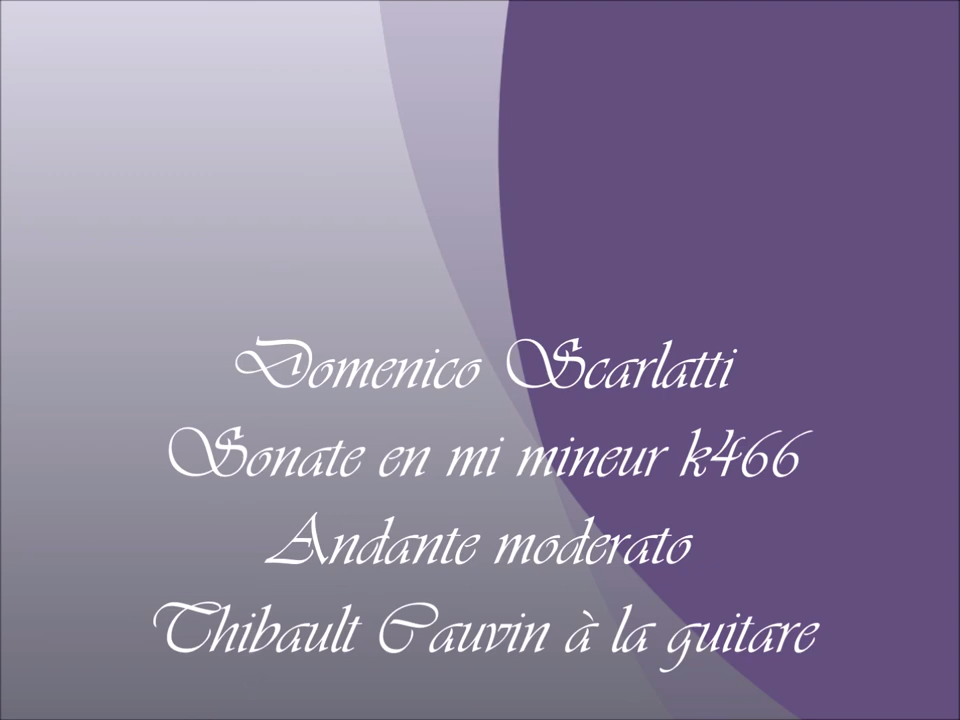 Domenico Scarlatti
Sonate en mi mineur k466
Andante moderato
Thibault Cauvin à la guitare